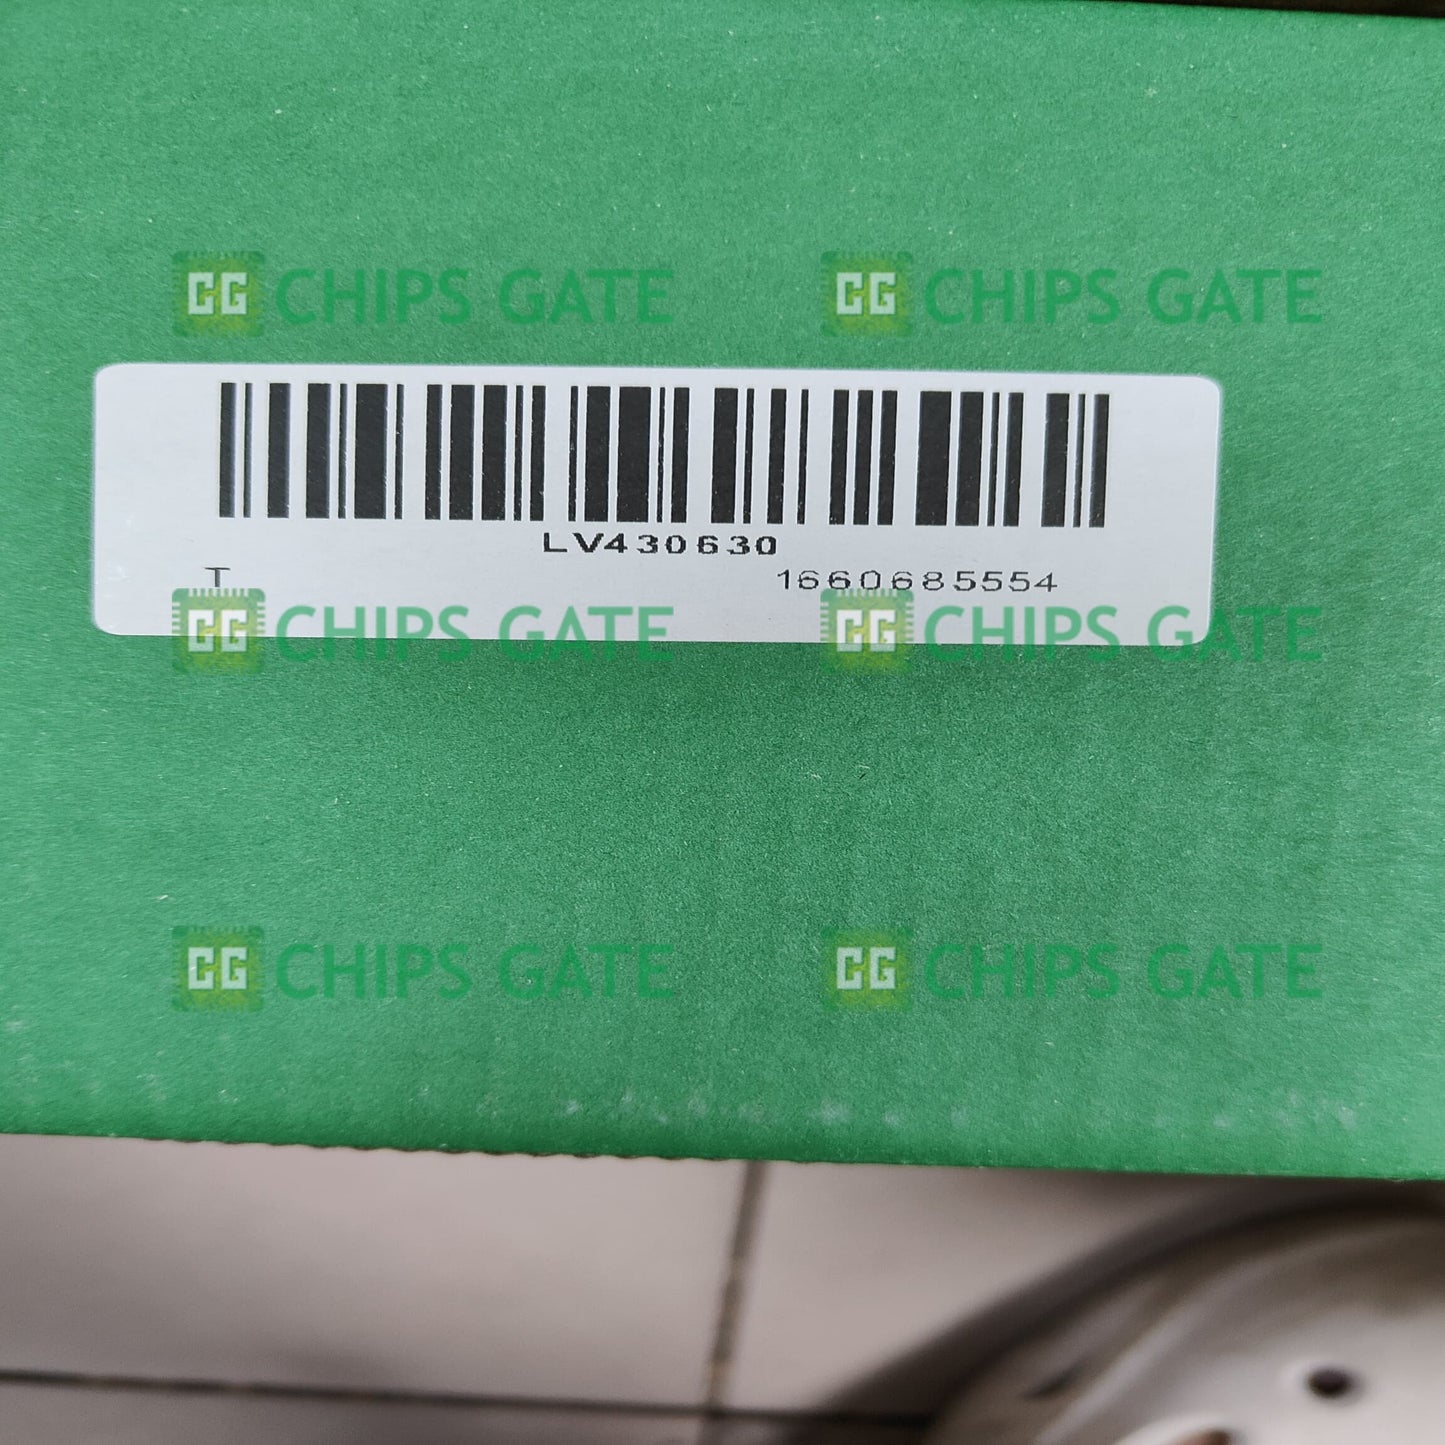 CG CHIPS GATE CG CHIPS GATE
LV430630
T 1660685554
CG CHIPS GATE CG CHIPS GATE
CG CHIPS GATE CG CHIPS GATE